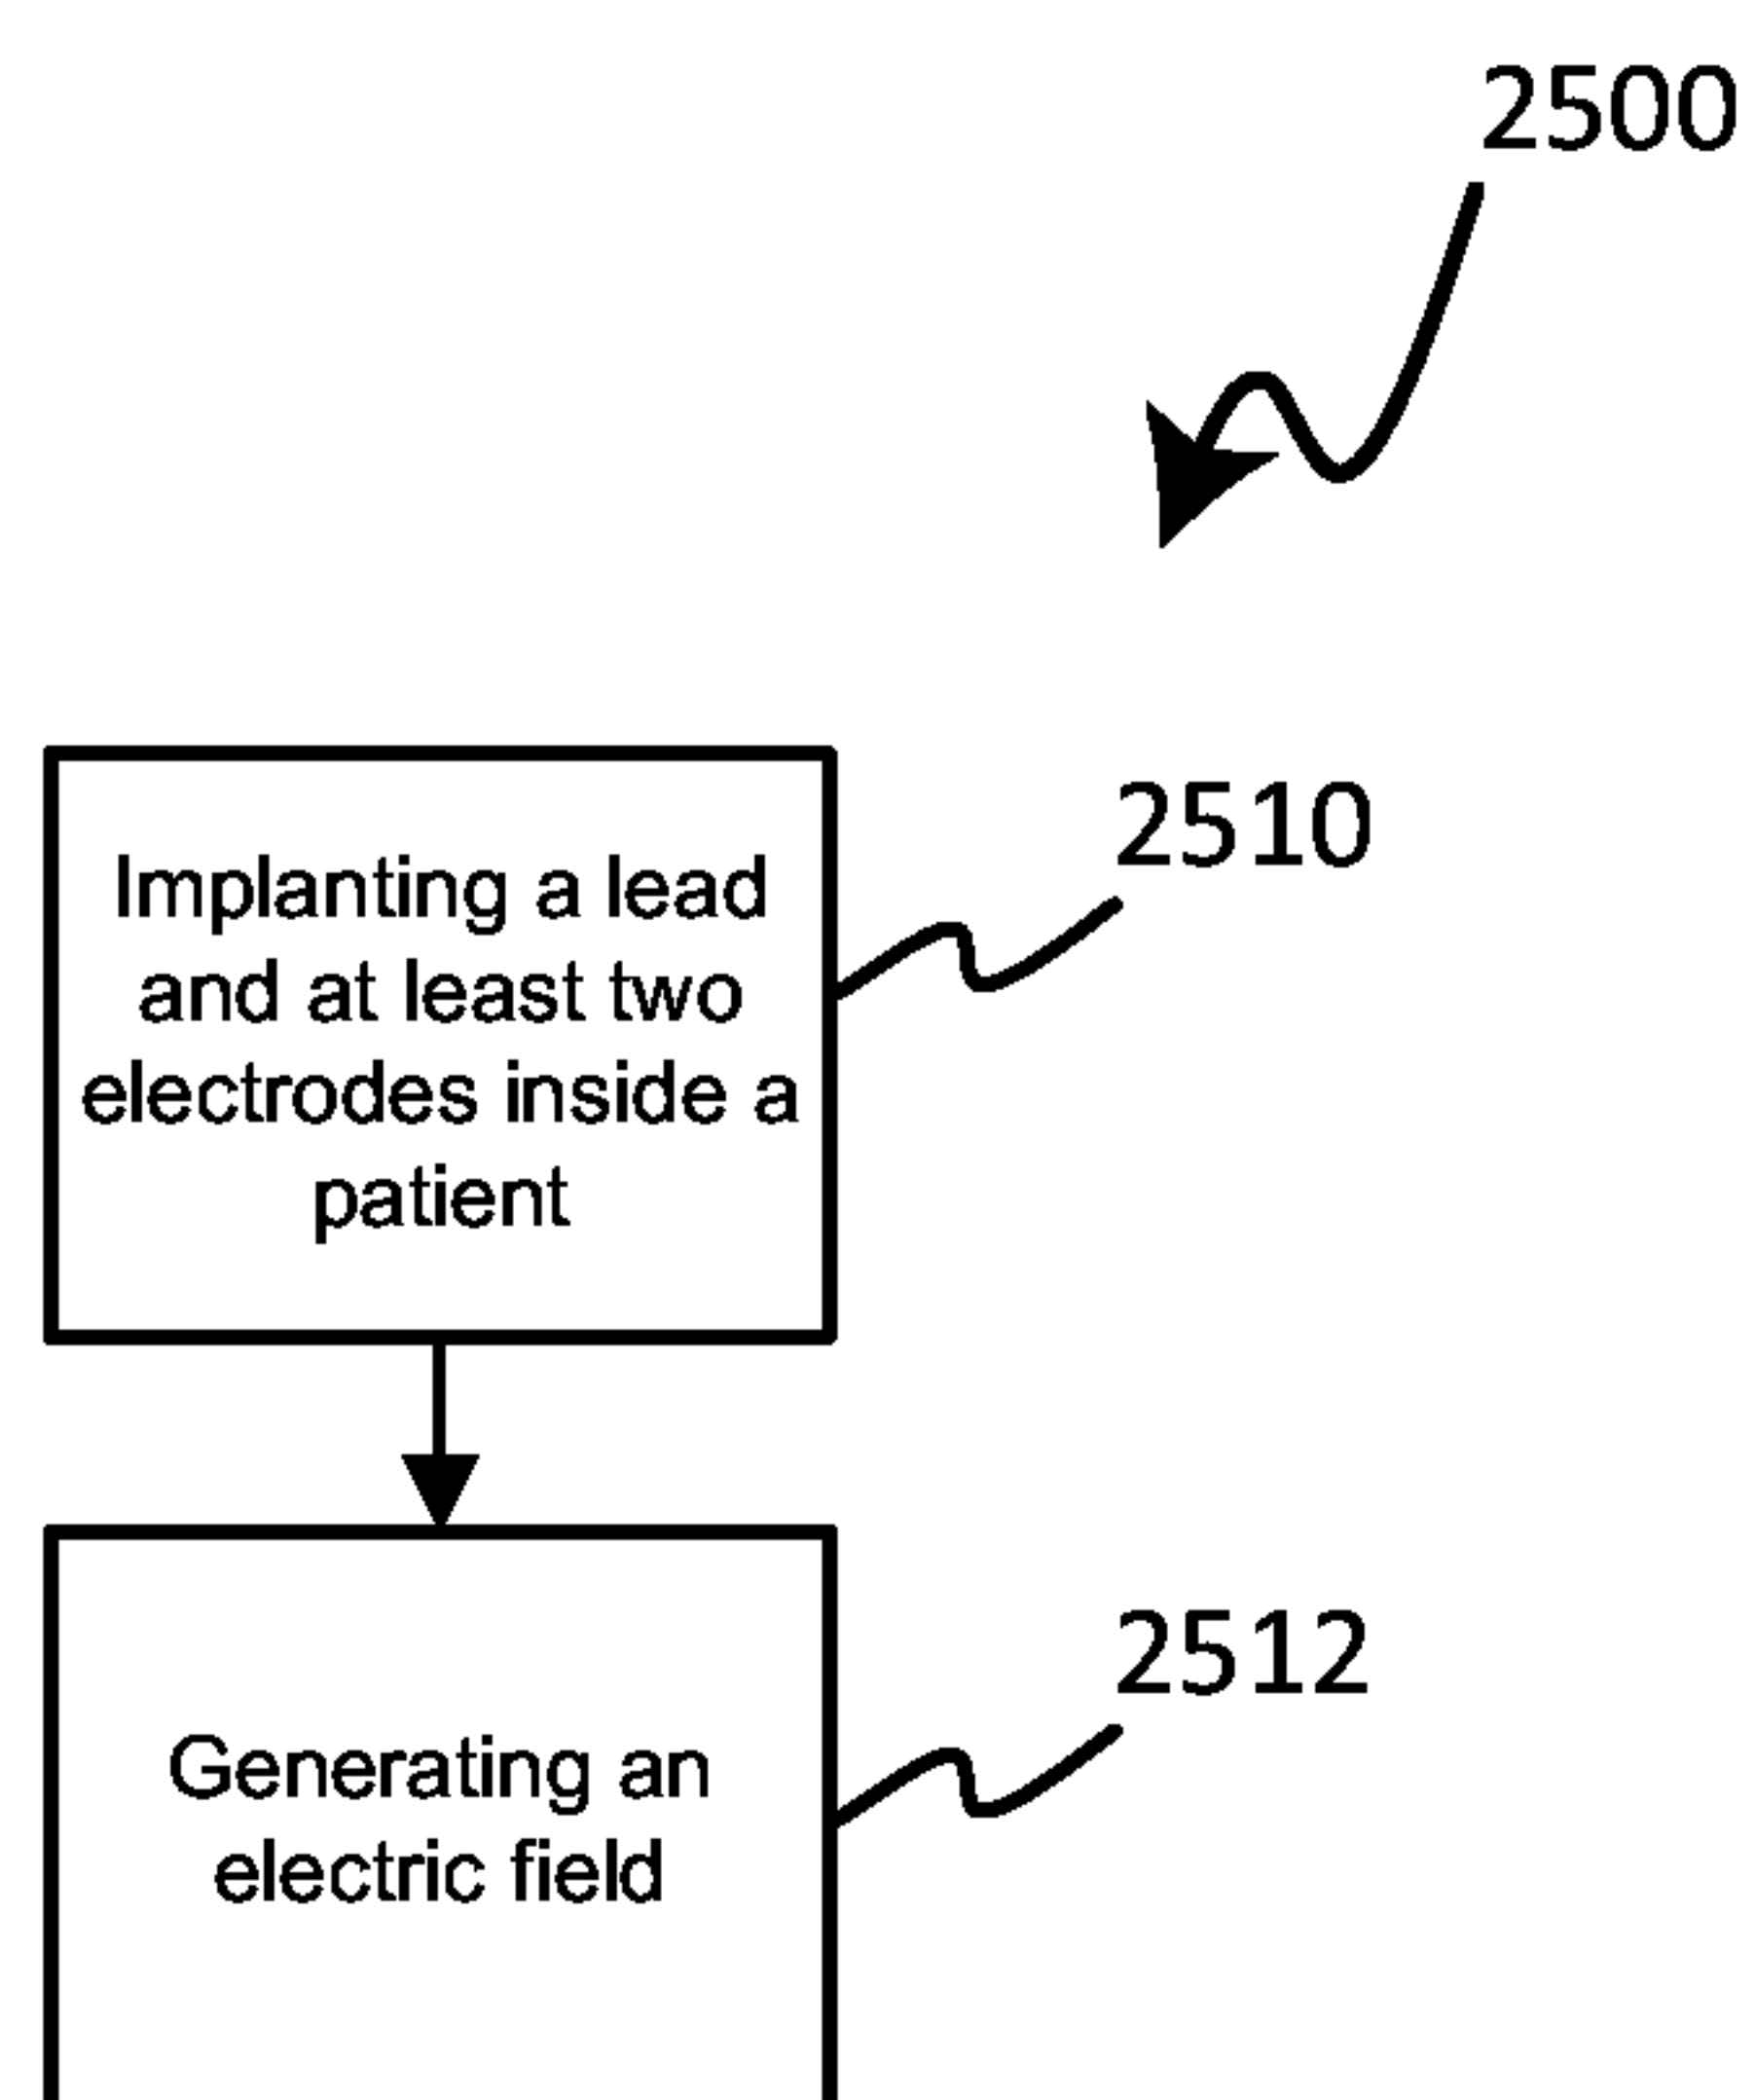 2500
2510
Implanting a lead
and at least two
electrodes inside a
patient
2512
Generating an
electric field